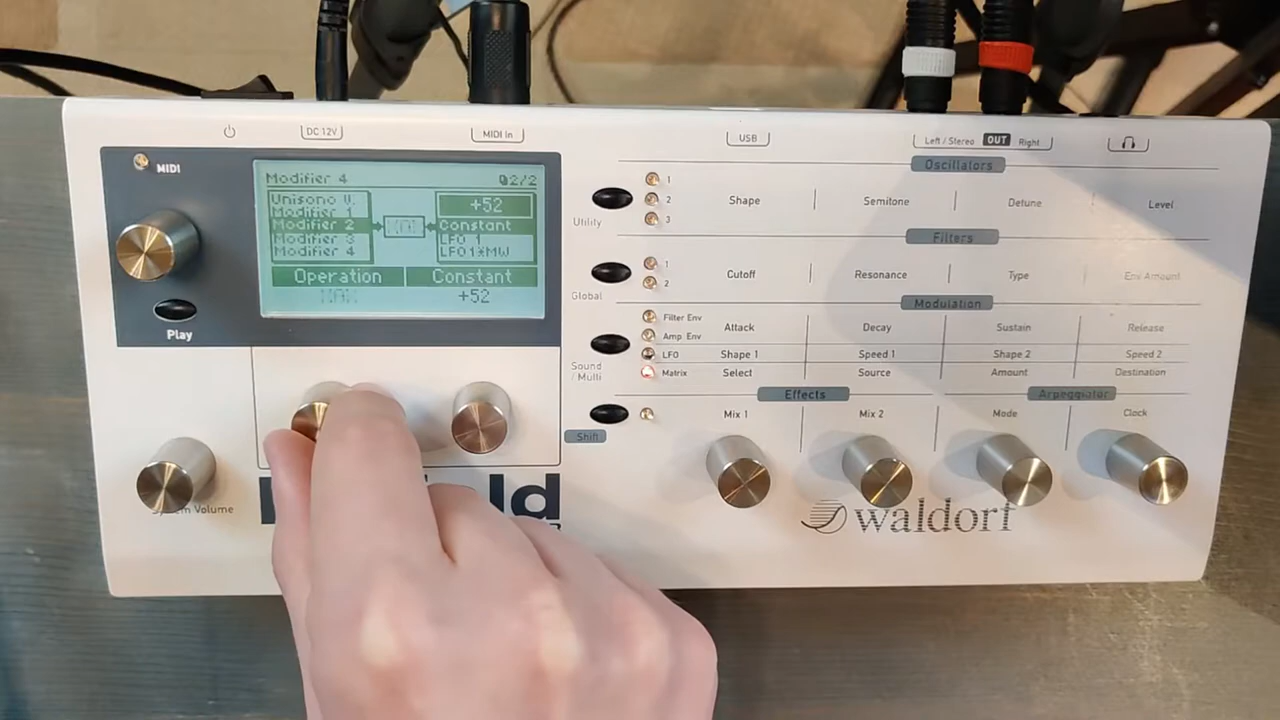 DC 12V
MIDI In
USB
Left / Stereo OUT Right
MIDI
Play
System Volume
Modifier 4 2/2
Unisono V.
Modifier 1
Modifier 2
Modifier 3
Modifier 4
+52
Constant
LFO 1
LFO1*MW
Operation Constant
+52
Utility
Global
Sound
/ Multi
Shift
Oscillators
1
2
3
Shape Semitone Detune Level
Filters
1
2
Cutoff Resonance Type Env Amount
Modulation
Filter Env
Amp Env
LFO
Matrix
Attack Decay Sustain Release
Shape 1 Speed 1 Shape 2 Speed 2
Select Source Amount Destination
Effects Arpeggiator
Mix 1 Mix 2 Mode Clock
waldorf